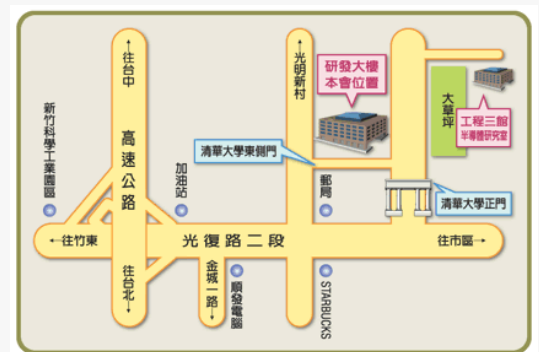 ←往台中
高速公路
往台北→
新竹科學工業園區
加油站
←光明新村
研發大樓
本會位置
清華大學東側門
郵局
大草坪
工程三館
半導體研究室
清華大學正門
←往竹東
光復路二段
往市區→
金城一路→
順發電腦
STARBUCKS